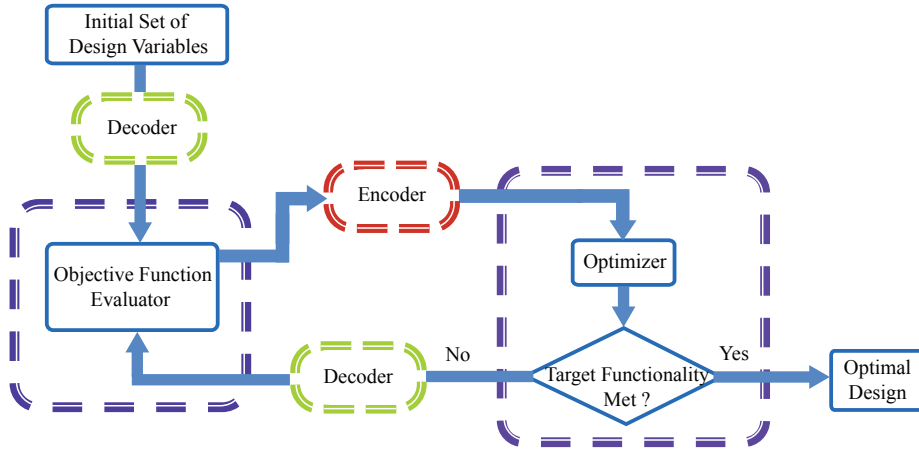 Initial Set of
Design Variables
Decoder
Encoder
Objective Function
Evaluator
Optimizer
Decoder
No
Target Functionality
Met ?
Yes
Optimal
Design